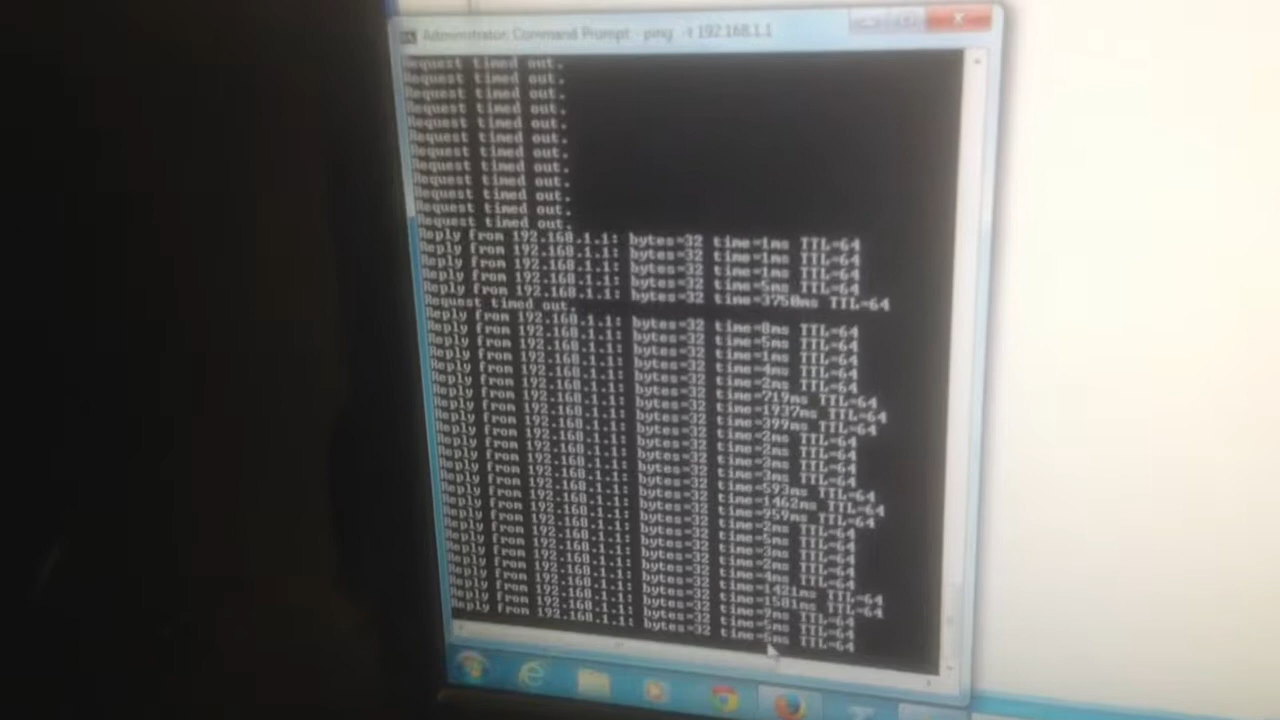 Administrator: Command Prompt - ping -t 192.168.1.1
Request timed out.
Request timed out.
Request timed out.
Request timed out.
Request timed out.
Request timed out.
Request timed out.
Request timed out.
Request timed out.
Request timed out.
Request timed out.
Request timed out.
Reply from 192.168.1.1: bytes=32 time=1ms TTL=64
Reply from 192.168.1.1: bytes=32 time=1ms TTL=64
Reply from 192.168.1.1: bytes=32 time=1ms TTL=64
Reply from 192.168.1.1: bytes=32 time=5ms TTL=64
Reply from 192.168.1.1: bytes=32 time=3750ms TTL=64
Request timed out.
Reply from 192.168.1.1: bytes=32 time=8ms TTL=64
Reply from 192.168.1.1: bytes=32 time=5ms TTL=64
Reply from 192.168.1.1: bytes=32 time=1ms TTL=64
Reply from 192.168.1.1: bytes=32 time=4ms TTL=64
Reply from 192.168.1.1: bytes=32 time=2ms TTL=64
Reply from 192.168.1.1: bytes=32 time=719ms TTL=64
Reply from 192.168.1.1: bytes=32 time=1937ms TTL=64
Reply from 192.168.1.1: bytes=32 time=399ms TTL=64
Reply from 192.168.1.1: bytes=32 time=2ms TTL=64
Reply from 192.168.1.1: bytes=32 time=2ms TTL=64
Reply from 192.168.1.1: bytes=32 time=3ms TTL=64
Reply from 192.168.1.1: bytes=32 time=3ms TTL=64
Reply from 192.168.1.1: bytes=32 time=593ms TTL=64
Reply from 192.168.1.1: bytes=32 time=1462ms TTL=64
Reply from 192.168.1.1: bytes=32 time=959ms TTL=64
Reply from 192.168.1.1: bytes=32 time=2ms TTL=64
Reply from 192.168.1.1: bytes=32 time=5ms TTL=64
Reply from 192.168.1.1: bytes=32 time=3ms TTL=64
Reply from 192.168.1.1: bytes=32 time=2ms TTL=64
Reply from 192.168.1.1: bytes=32 time=4ms TTL=64
Reply from 192.168.1.1: bytes=32 time=1421ms TTL=64
Reply from 192.168.1.1: bytes=32 time=1581ms TTL=64
Reply from 192.168.1.1: bytes=32 time=9ms TTL=64
Reply from 192.168.1.1: bytes=32 time=5ms TTL=64
Reply from 192.168.1.1: bytes=32 time=6ms TTL=64